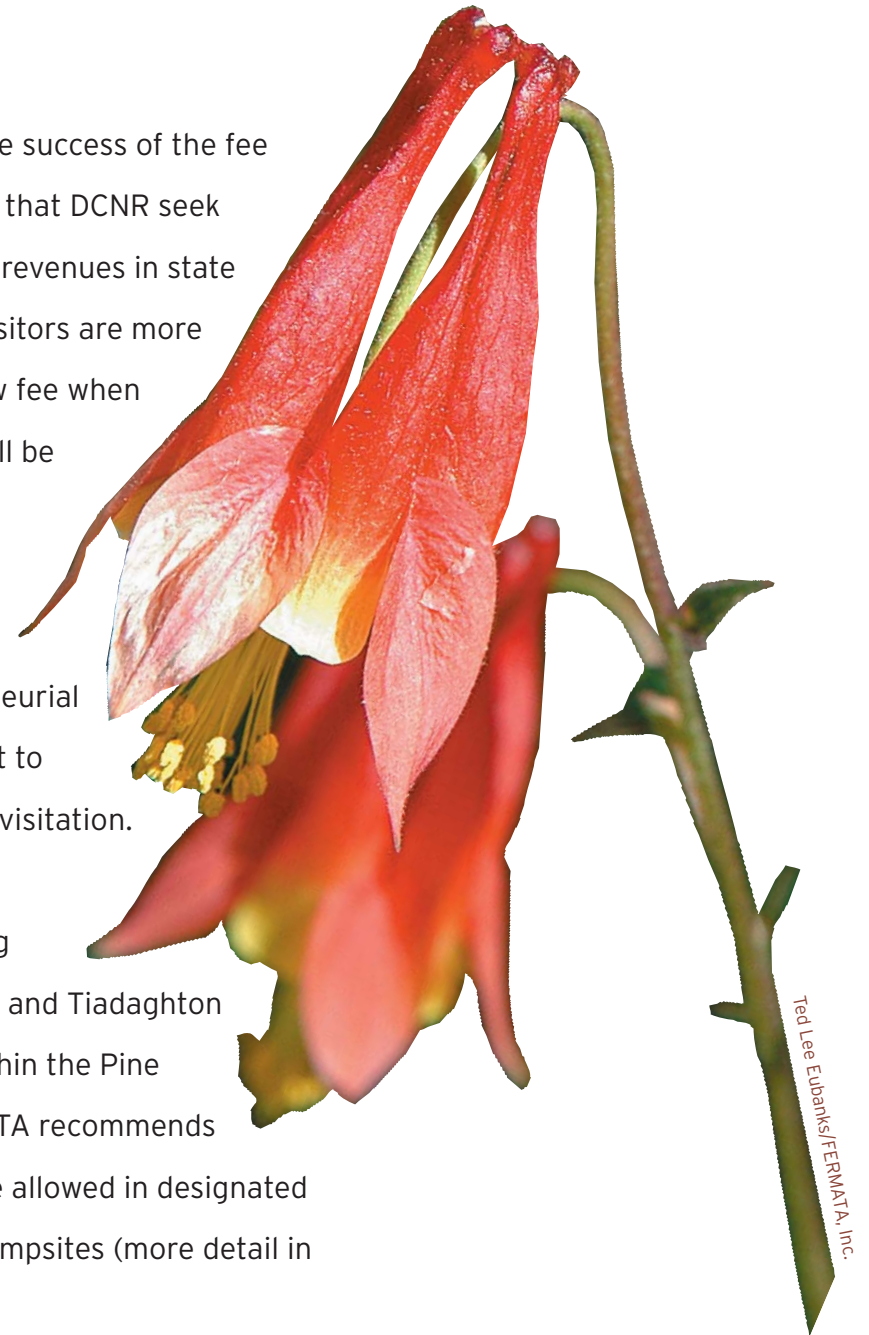 e success of the fee
that DCNR seek
revenues in state
sitors are more
w fee when
ll be
eurial
t to
visitation.
g
and Tiadaghton
hin the Pine
TA recommends
e allowed in designated
mpsites (more detail in
Ted Lee Eubanks/FERMATA, Inc.